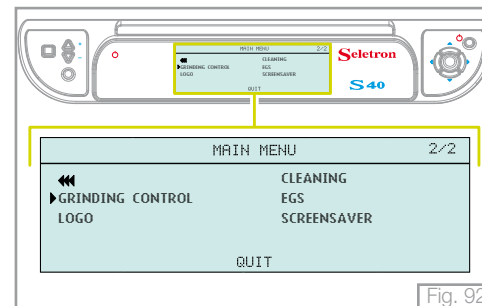 MAIN MENU 2/2
CLEANING
GRINDING CONTROL EGS
LOGO SCREENSAVER
QUIT
Seletron
S40
MAIN MENU 2/2
CLEANING
GRINDING CONTROL EGS
LOGO SCREENSAVER
QUIT
Fig. 92